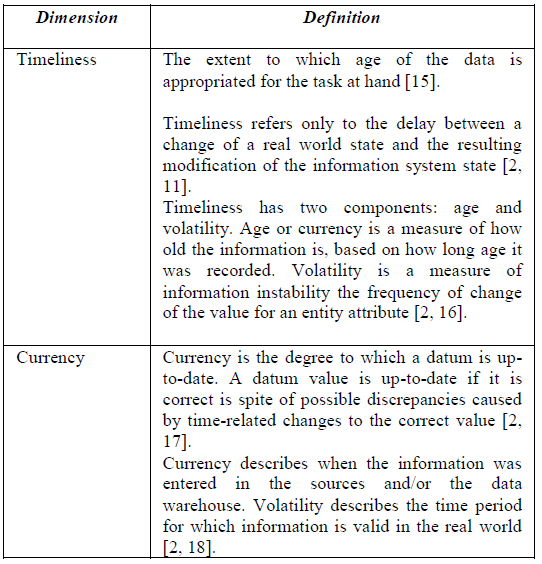 Dimension Definition
Timeliness The extent to which age of the data is
appropriated for the task at hand [15].
Timeliness refers only to the delay between a
change of a real world state and the resulting
modification of the information system state [2,
11].
Timeliness has two components: age and
volatility. Age or currency is a measure of how
old the information is, based on how long age it
was recorded. Volatility is a measure of
information instability the frequency of change
of the value for an entity attribute [2, 16].
Currency Currency is the degree to which a datum is up-
to-date. A datum value is up-to-date if it is
correct is spite of possible discrepancies caused
by time-related changes to the correct value [2,
17].
Currency describes when the information was
entered in the sources and/or the data
warehouse. Volatility describes the time period
for which information is valid in the real world
[2, 18].